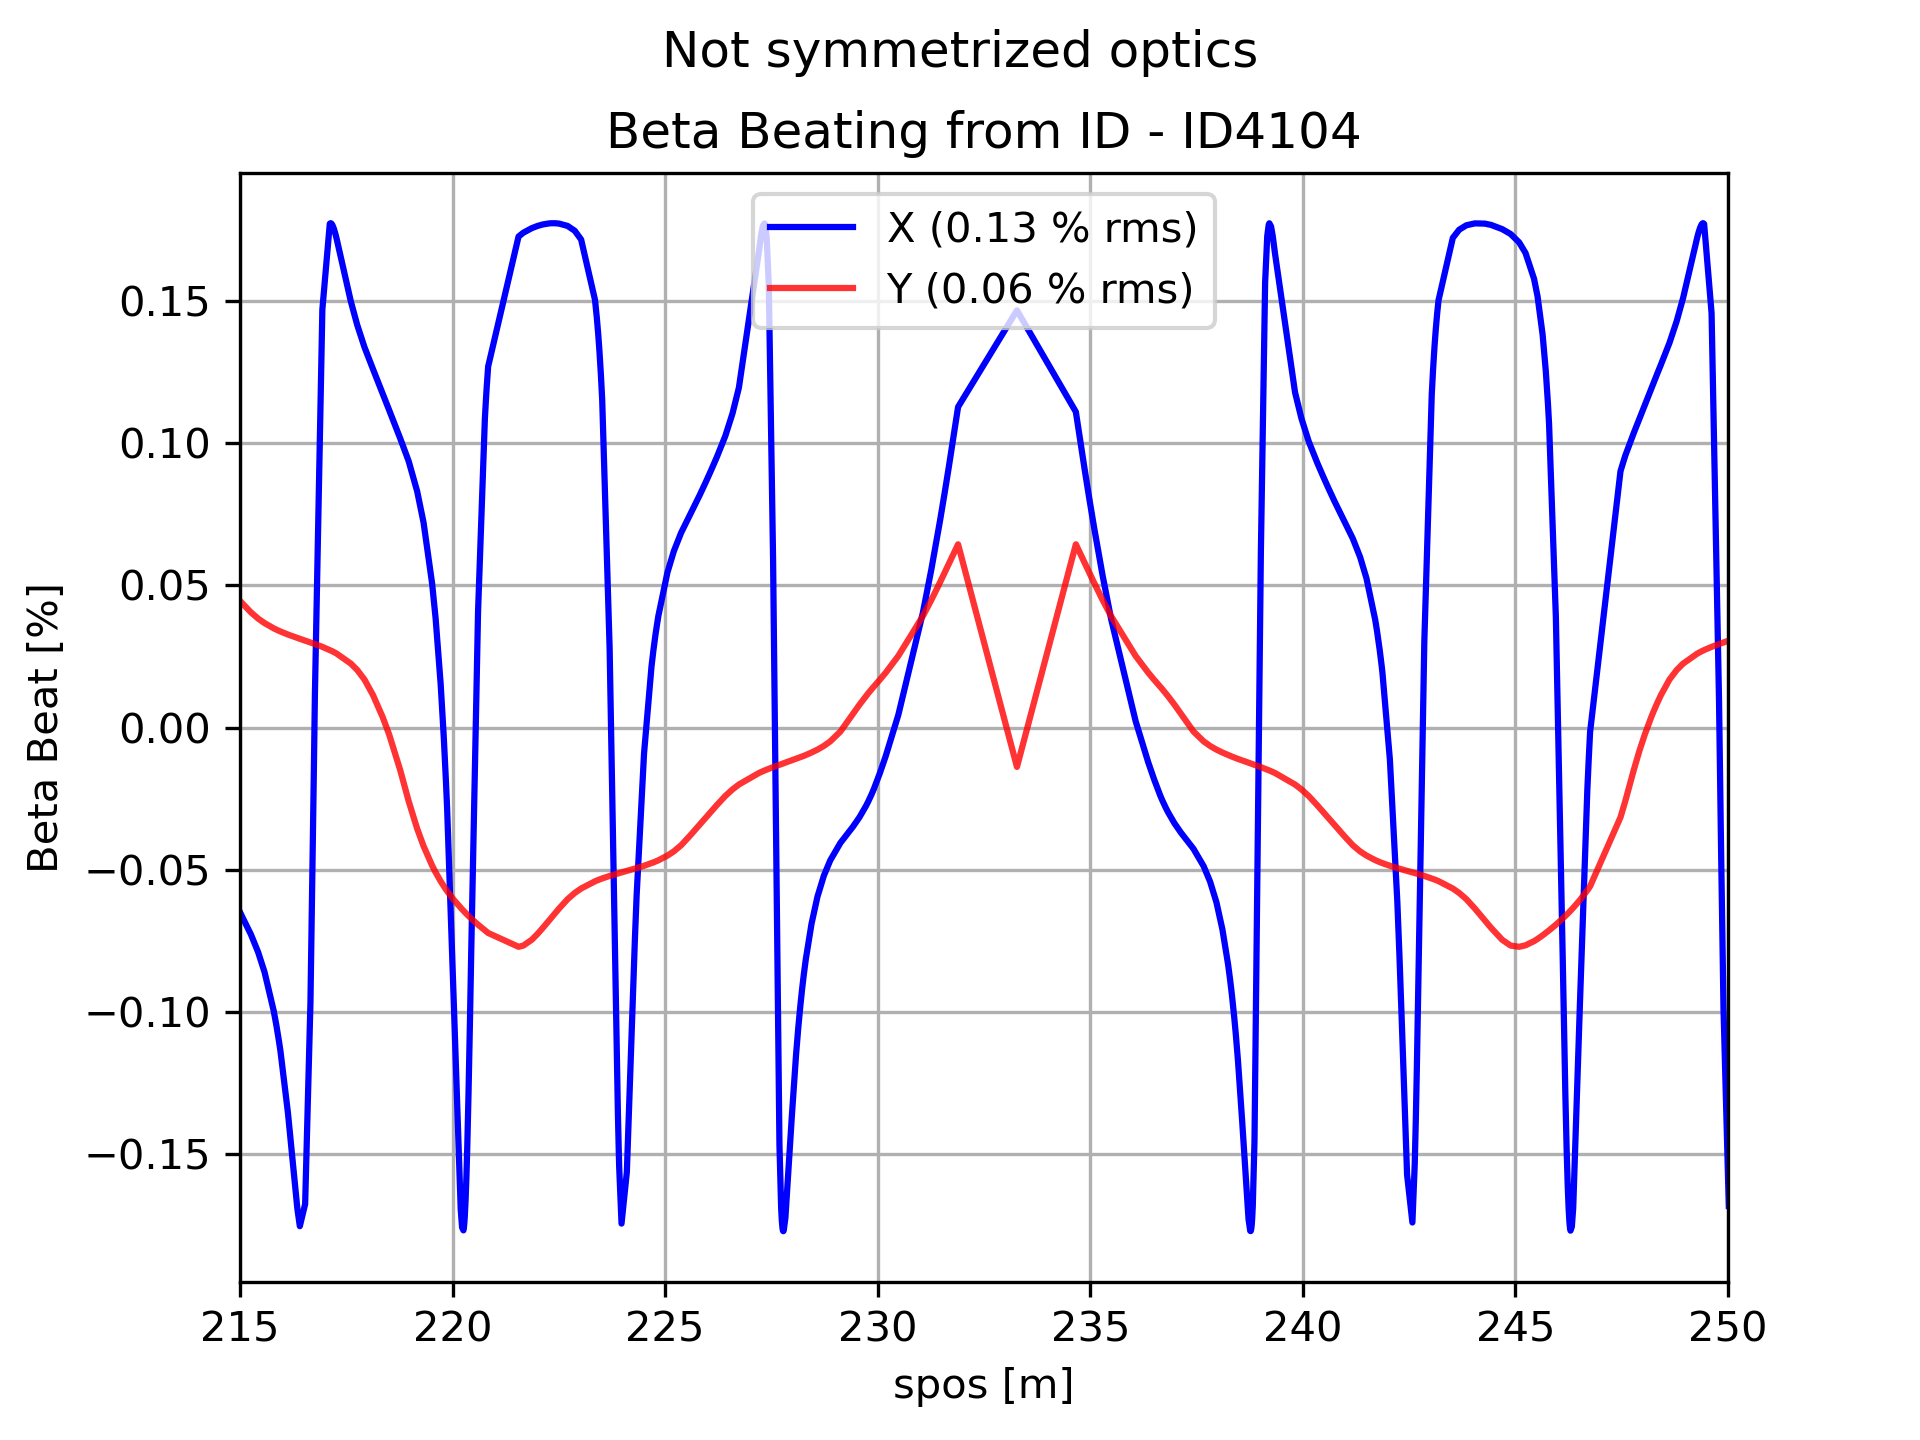 Not symmetrized optics
Beta Beating from ID - ID4104
X (0.13 % rms)
Y (0.06 % rms)
Beta Beat [%]
0.15
0.10
0.05
0.00
−0.05
−0.10
−0.15
215 220 225 230 235 240 245 250
spos [m]